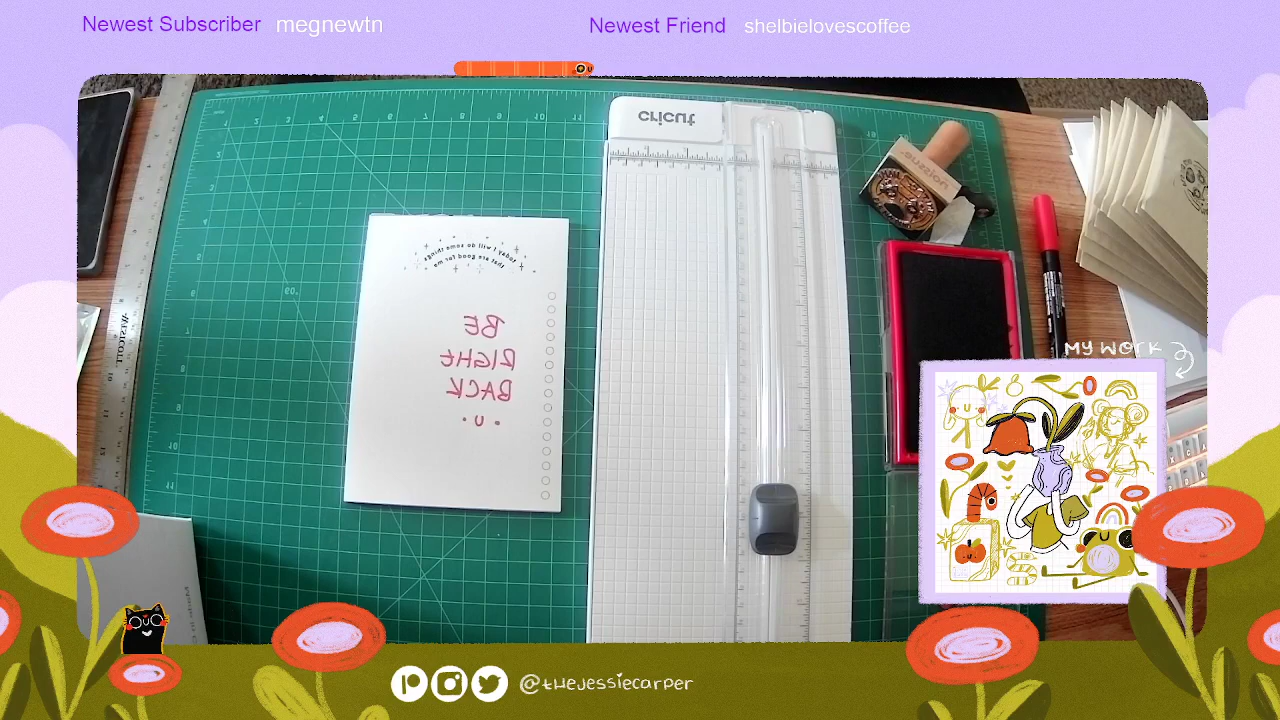 Newest Subscriber megnewtn
Newest Friend shelbielovescoffee
cricut
today I will do some things
that are good for me
BE
RIGHT
BACK
WESTCOTT
MY WORK
@THEJESSIECARPER